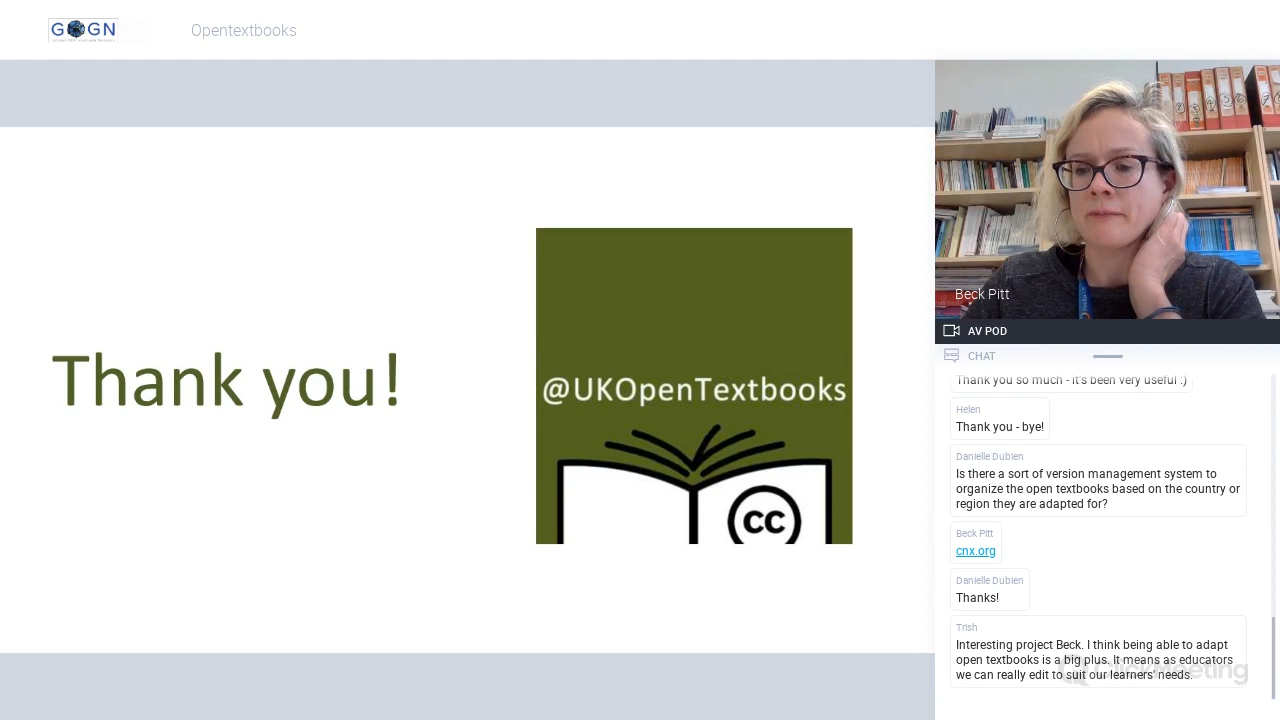 GOGN
Opentextbooks
Thank you!
@UKOpenTextbooks
cc
Beck Pitt
AV POD
CHAT
Thank you so much - it's been very useful :)
Helen
Thank you - bye!
Danielle Dubien
Is there a sort of version management system to
organize the open textbooks based on the country or
region they are adapted for?
Beck Pitt
cnx.org
Danielle Dubien
Thanks!
Trish
Interesting project Beck. I think being able to adapt
open textbooks is a big plus. It means as educators
we can really edit to suit our learners' needs.
ClickMeeting